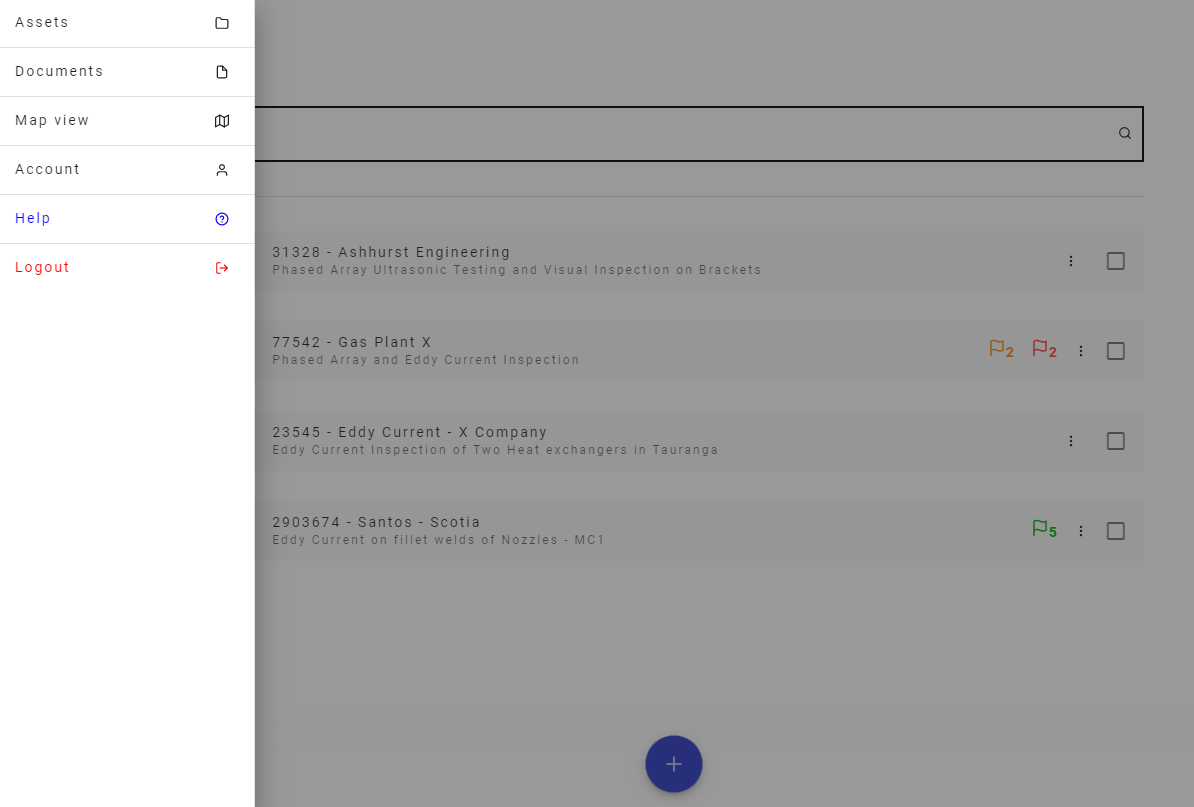 Assets
Documents
Map view
Account
Help
Logout
31328 - Ashhurst Engineering
Phased Array Ultrasonic Testing and Visual Inspection on Brackets
77542 - Gas Plant X
Phased Array and Eddy Current Inspection
2 2
23545 - Eddy Current - X Company
Eddy Current Inspection of Two Heat exchangers in Tauranga
2903674 - Santos - Scotia
Eddy Current on fillet welds of Nozzles - MC1
5